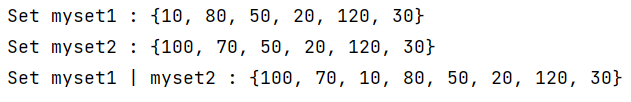 Set myset1 : {10, 80, 50, 20, 120, 30}
Set myset2 : {100, 70, 50, 20, 120, 30}
Set myset1 | myset2 : {100, 70, 10, 80, 50, 20, 120, 30}